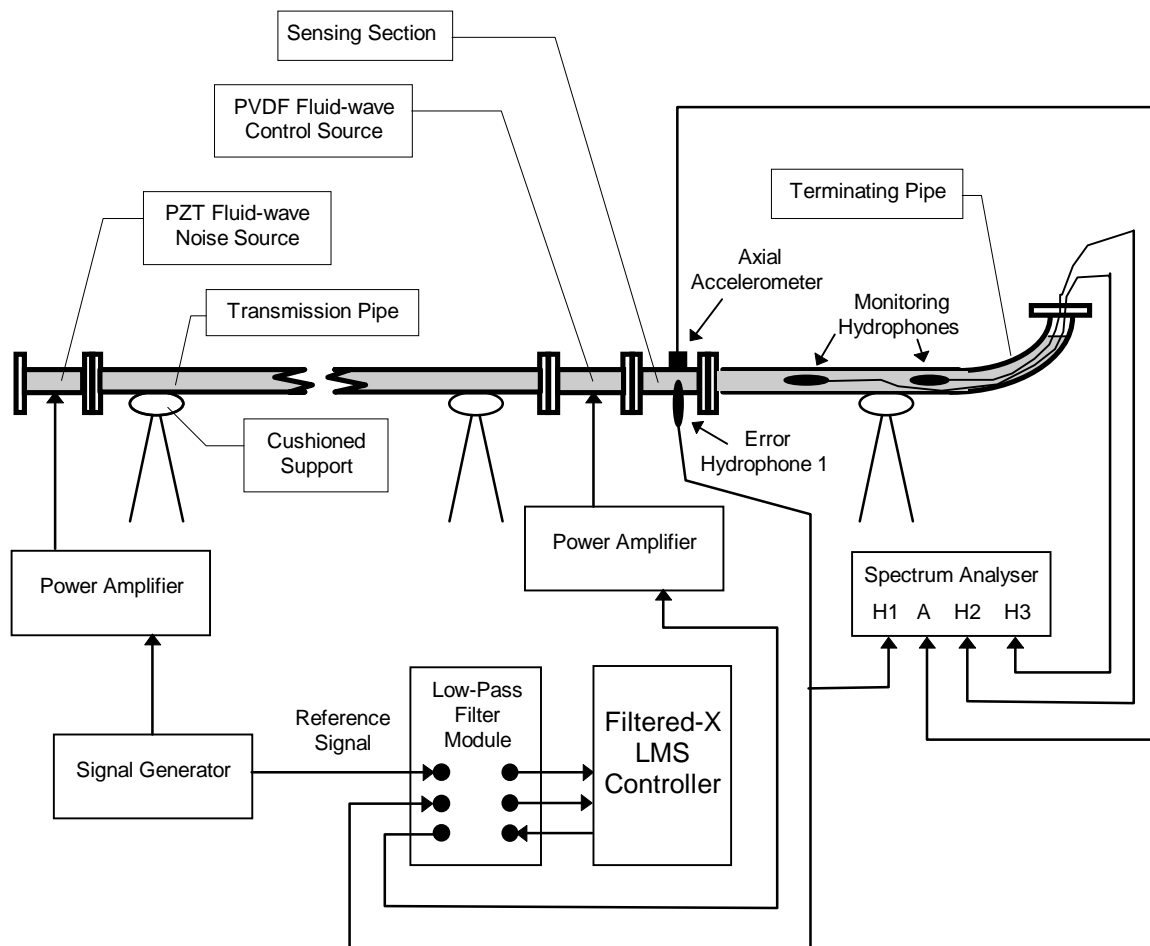 Sensing Section
PVDF Fluid-wave
Control Source
PZT Fluid-wave
Noise Source
Terminating Pipe
Axial
Accelerometer
Monitoring
Hydrophones
Transmission Pipe
Cushioned
Support
Error
Hydrophone 1
Power Amplifier
Power Amplifier
Spectrum Analyser
H1 A H2 H3
Signal Generator
Reference
Signal
Low-Pass
Filter
Module
Filtered-X
LMS
Controller